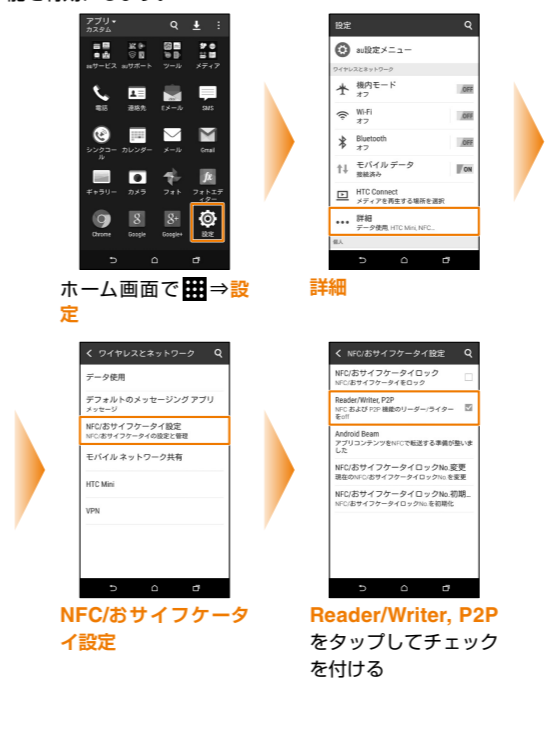 アプリ
カスタム
auサービス auサポート ツール メディア
電話 連絡先 Eメール SMS
シンクコール カレンダー メール Gmail
ギャラリー カメラ フォト フォトエディター
Chrome Google Google+ 設定
ホーム画面で ⇒設
定
設定
au設定メニュー
ワイヤレスとネットワーク
機内モード
オフ
OFF
Wi-Fi
オフ
OFF
Bluetooth
オフ
OFF
モバイル データ
接続済み
ON
HTC Connect
メディアを再生する場所を選択
詳細
データ使用, HTC Mini, NFC...
個人
詳細
ワイヤレスとネットワーク
データ使用
デフォルトのメッセージング アプリ
メッセージ
NFC/おサイフケータイ設定
NFC/おサイフケータイの設定と管理
モバイル ネットワーク共有
HTC Mini
VPN
NFC/おサイフケータ
イ設定
NFC/おサイフケータイ設定
NFC/おサイフケータイロック
NFC/おサイフケータイをロック
Reader/Writer, P2P
NFC および P2P 機能のリーダー/ライター
をoff
Android Beam
アプリコンテンツをNFCで転送する準備が整いま
した
NFC/おサイフケータイロックNo.変更
現在のNFC/おサイフケータイロックNo.を変更
NFC/おサイフケータイロックNo.初期...
NFC/おサイフケータイロックNo.を初期化
Reader/Writer, P2P
をタップしてチェック
を付ける